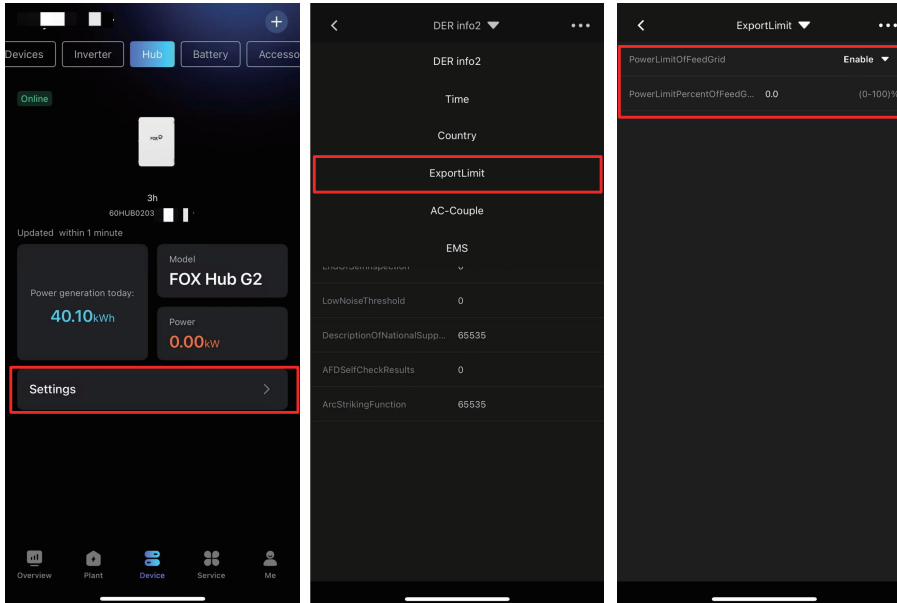 Devices Inverter Hub Battery Accesso
Online
FOX
3h
60HUB0203
Updated within 1 minute
Power generation today:
40.10kWh
Model
FOX Hub G2
Power
0.00kW
Settings
Overview Plant Device Service Me
DER info2
DER info2
Time
Country
ExportLimit
AC-Couple
EMS
LowNoiseThreshold 0
DescriptionOfNationalSupp... 65535
AFDSelfCheckResults 0
ArcStrikingFunction 65535
ExportLimit
PowerLimitOfFeedGrid Enable
PowerLimitPercentOfFeedG... 0.0 (0-100)%